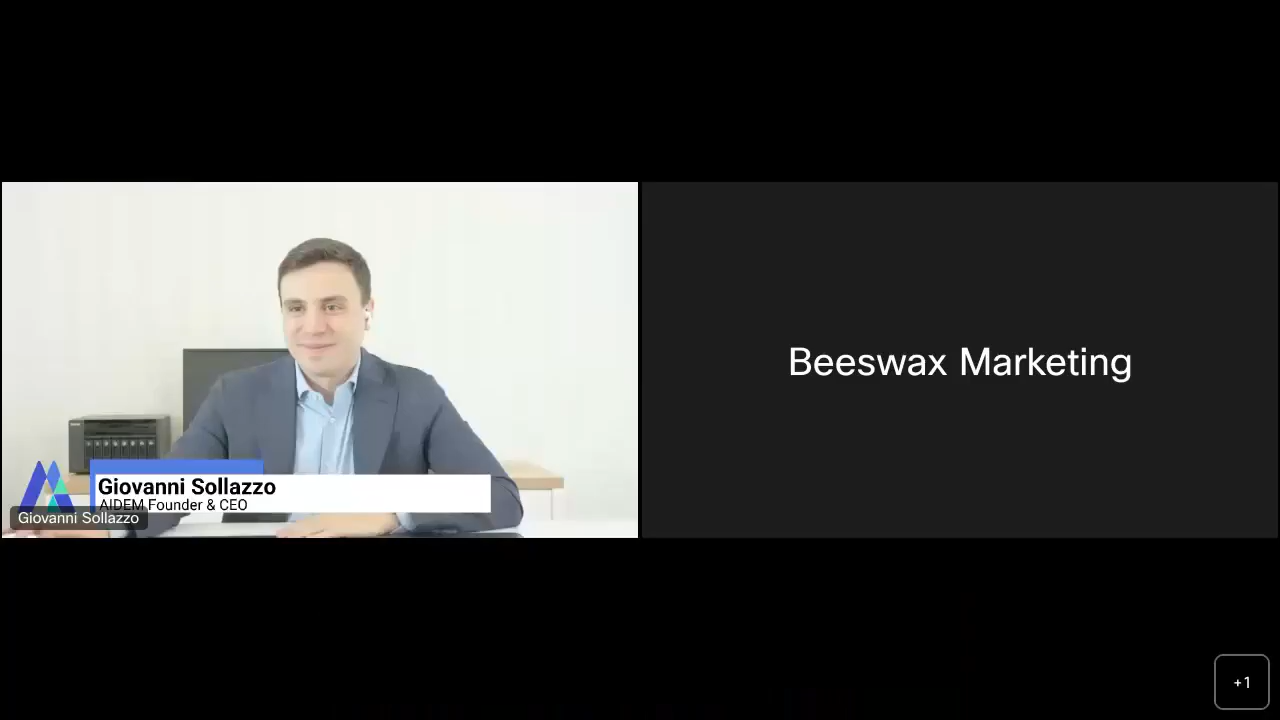 Giovanni Sollazzo
AIDEM Founder & CEO
Giovanni Sollazzo
Beeswax Marketing
+1